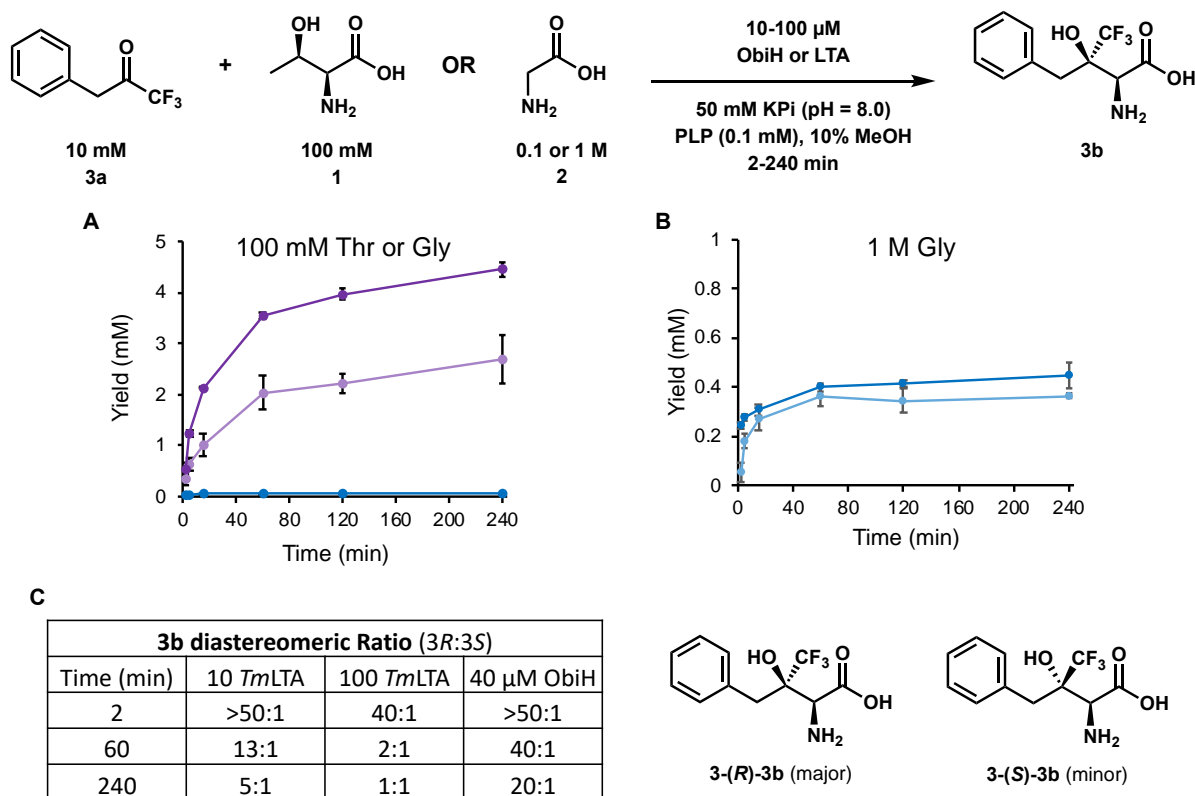 O
CF3
10 mM
3a
+
OH O
OH
NH2
100 mM
1
OR
O
OH
NH2
0.1 or 1 M
2
10-100 µM
ObiH or LTA
50 mM KPi (pH = 8.0)
PLP (0.1 mM), 10% MeOH
2-240 min
HO CF3 O
OH
NH2
3b
A
100 mM Thr or Gly
Yield (mM)
5
4
3
2
1
0
0 40 80 120 160 200 240
Time (min)
B
1 M Gly
Yield (mM)
1
0.8
0.6
0.4
0.2
0
0 40 80 120 160 200 240
Time (min)
C
3b diastereomeric Ratio (3R:3S)
Time (min) 10 TmLTA 100 TmLTA 40 µM ObiH
2 >50:1 40:1 >50:1
60 13:1 2:1 40:1
240 5:1 1:1 20:1
HO CF3 O
OH
NH2
3-(R)-3b (major)
HO CF3 O
OH
NH2
3-(S)-3b (minor)